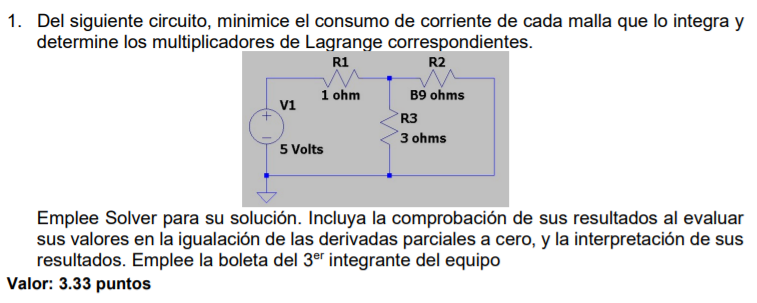 1. Del siguiente circuito, minimice el consumo de corriente de cada malla que lo integra y
determine los multiplicadores de Lagrange correspondientes.
R1 R2
1 ohm B9 ohms
V1
R3
3 ohms
5 Volts
Emplee Solver para su solución. Incluya la comprobación de sus resultados al evaluar
sus valores en la igualación de las derivadas parciales a cero, y la interpretación de sus
resultados. Emplee la boleta del 3er integrante del equipo
Valor: 3.33 puntos